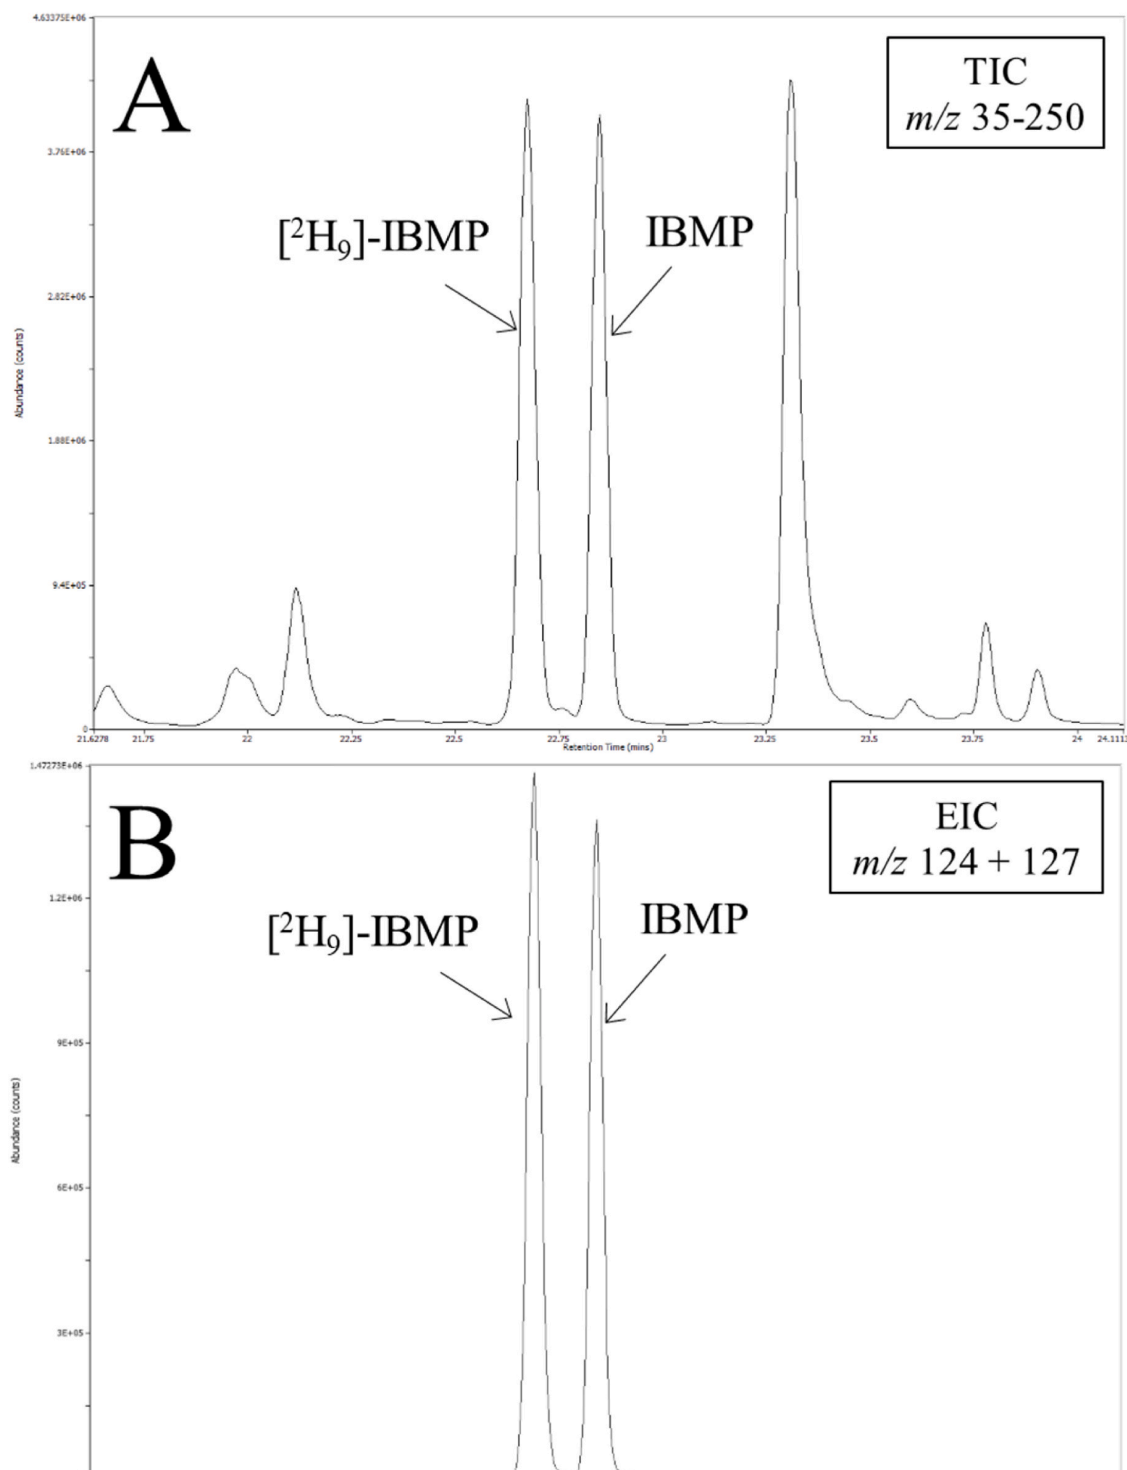 4.63375E+06
A
TIC
m/z 35-250
3.76E+06
[²H₉]-IBMP
IBMP
2.82E+06
Abundance (counts)
1.88E+06
9.4E+05
0
21.6278 21.75 22 22.25 22.5 22.75 23 23.25 23.5 23.75 24 24.111
Retention Time (mins)
1.47273E+06
B
EIC
m/z 124 + 127
1.2E+06
[²H₉]-IBMP
IBMP
9E+05
Abundance (counts)
6E+05
3E+05